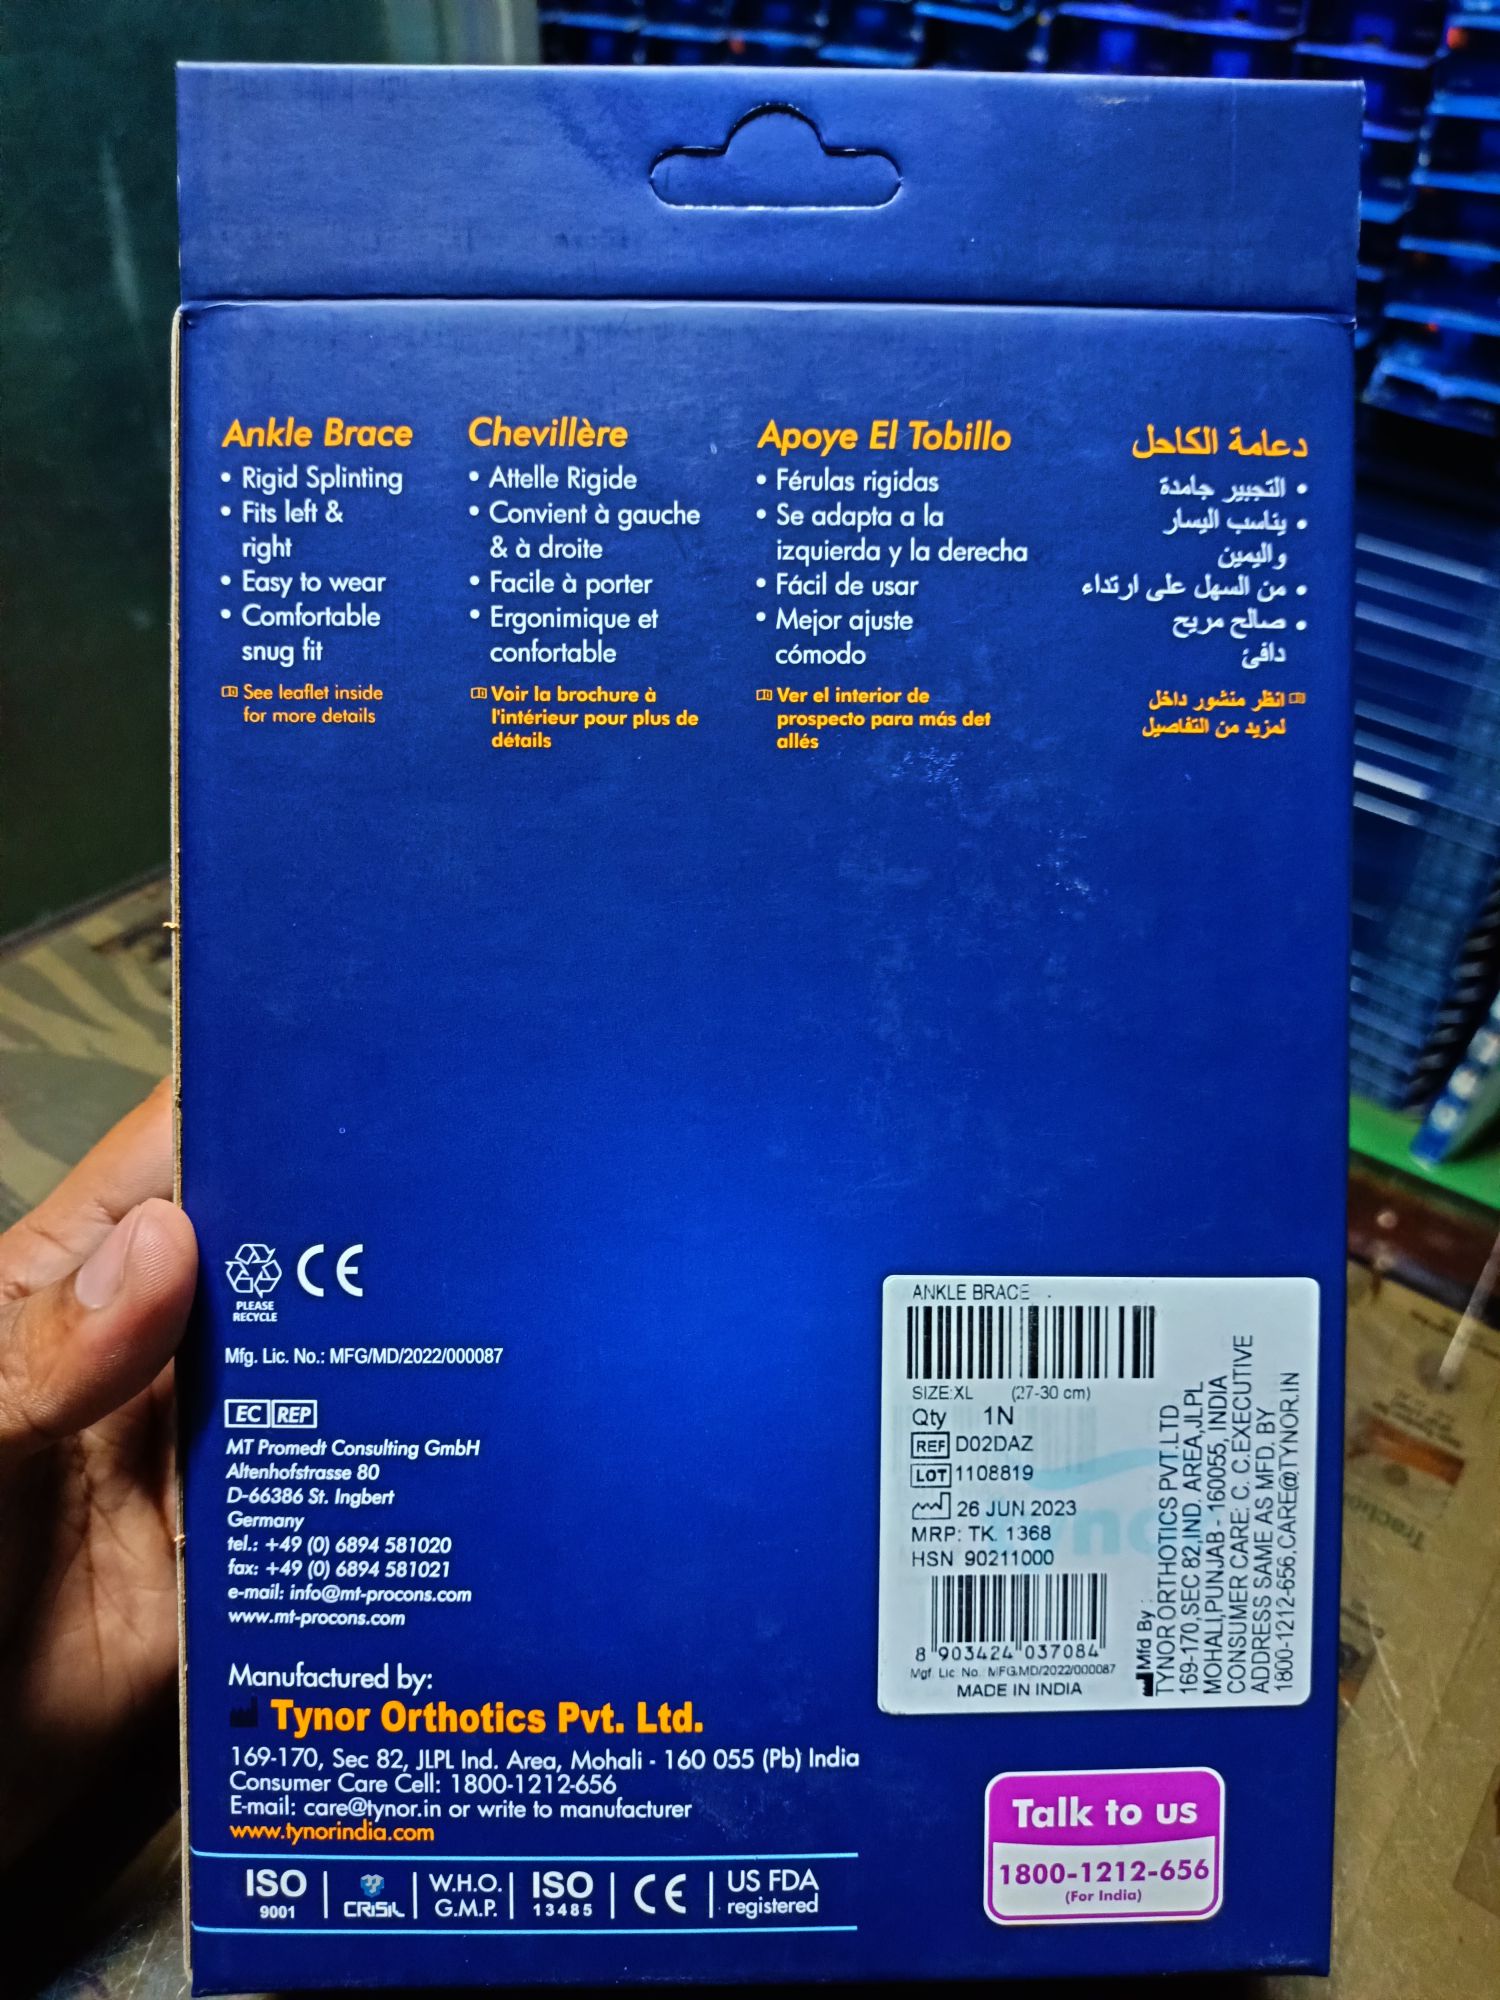 Ankle Brace
• Rigid Splinting
• Fits left &
right
• Easy to wear
• Comfortable
snug fit
See leaflet inside
for more details
Chevillère
• Attelle Rigide
• Convient à gauche
& à droite
• Facile à porter
• Ergonimique et
confortable
Voir la brochure à
l'intérieur pour plus de
détails
Apoye El Tobillo
• Férulas rigidas
• Se adapta a la
izquierda y la derecha
• Fácil de usar
• Mejor ajuste
cómodo
Ver el interior de
prospecto para más det
allés
دعامة الكاحل
• التجبير جامدة
• يناسب اليسار
واليمين
• من السهل على ارتداء
• صالح مريح
دافئ
انظر منشور داخل
لمزيد من التفاصيل
CE
PLEASE
RECYCLE
Mfg. Lic. No.: MFG/MD/2022/000087
EC REP
MT Promedt Consulting GmbH
Altenhofstrasse 80
D-66386 St. Ingbert
Germany
tel.: +49 (0) 6894 581020
fax: +49 (0) 6894 581021
e-mail: info@mt-procons.com
www.mt-procons.com
Manufactured by:
Tynor Orthotics Pvt. Ltd.
169-170, Sec 82, JLPL Ind. Area, Mohali - 160 055 (Pb) India
Consumer Care Cell: 1800-1212-656
E-mail: care@tynor.in or write to manufacturer
www.tynorindia.com
ISO
9001
CRISIL
W.H.O.
G.M.P.
ISO
13485
CE
US FDA
registered
ANKLE BRACE
SIZE:XL (27-30 cm)
Qty 1N
REF D02DAZ
LOT 1108819
26 JUN 2023
MRP: TK. 1368
HSN 90211000
8 903424 037084
Mgf. Lic No. MFG/MD/2022/000087
MADE IN INDIA
Mfd By :
TYNOR ORTHOTICS PVT.LTD
169-170,SEC 82,IND. AREA,JLPL
MOHALI,PUNJAB - 160055, INDIA
CONSUMER CARE: C. C.EXECUTIVE
ADDRESS SAME AS MFD. BY
1800-1212-656,CARE@TYNOR.IN
Talk to us
1800-1212-656
(For India)